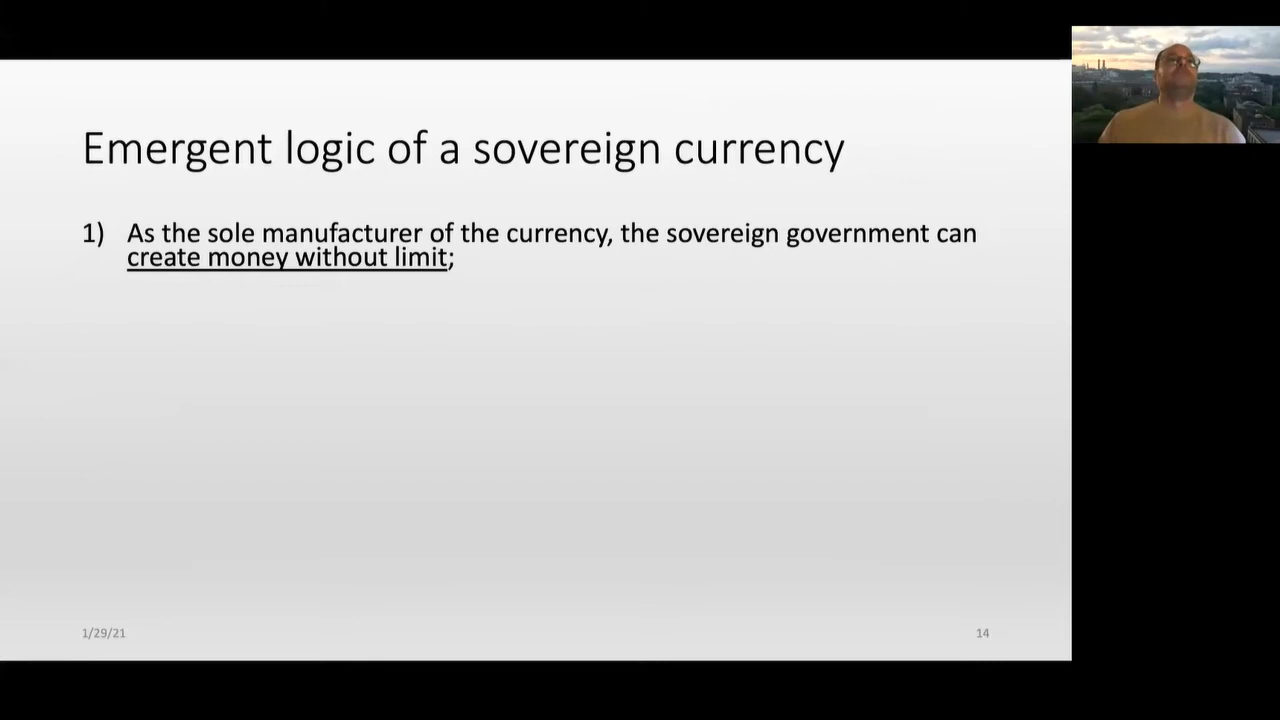 Emergent logic of a sovereign currency
1) As the sole manufacturer of the currency, the sovereign government can
create money without limit;
1/29/21
14